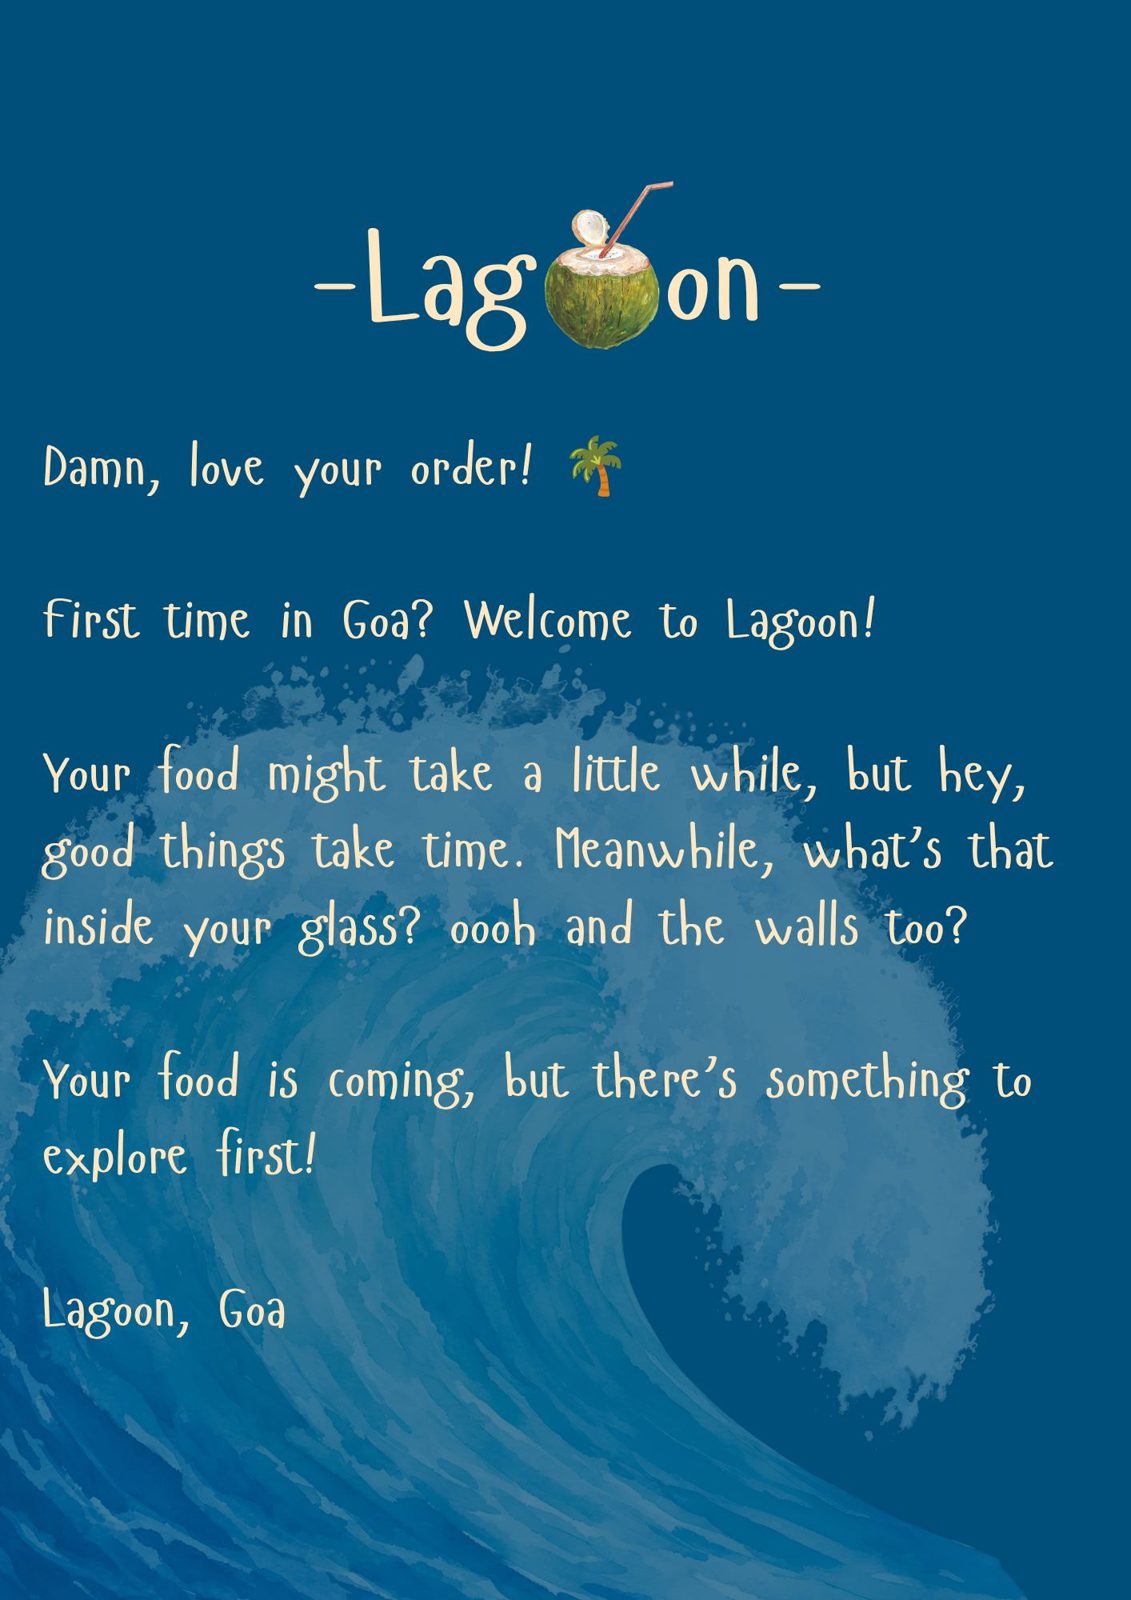 -Lagoon-
Damn, love your order! 🌴
First time in Goa? Welcome to Lagoon!
Your food might take a little while, but hey,
good things take time. Meanwhile, what's that
inside your glass? oooh and the walls too?
Your food is coming, but there's something to
explore first!
Lagoon, Goa